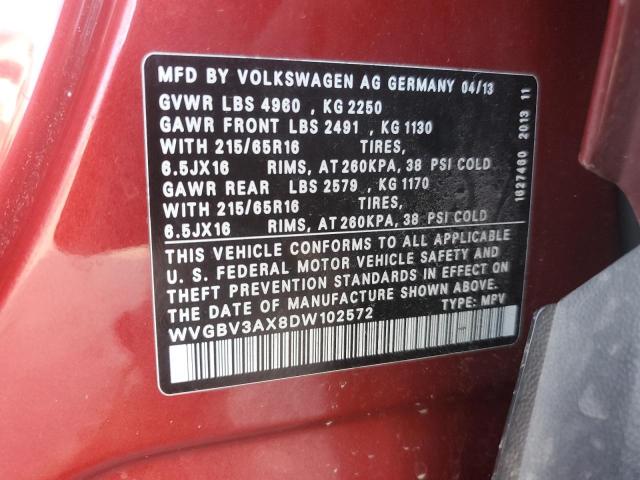 MFD BY VOLKSWAGEN AG GERMANY 04/13
GVWR LBS 4960 , KG 2250
GAWR FRONT LBS 2491 , KG 1130
WITH 215/65R16 TIRES,
6.5JX16 RIMS, AT 260KPA, 38 PSI COLD
GAWR REAR LBS 2579 , KG 1170
WITH 215/65R16 TIRES,
6.5JX16 RIMS, AT 260KPA, 38 PSI COLD
THIS VEHICLE CONFORMS TO ALL APPLICABLE
U. S. FEDERAL MOTOR VEHICLE SAFETY AND
THEFT PREVENTION STANDARDS IN EFFECT ON
THE DATE OF MANUFACTURE SHOWN ABOVE
WVGBV3AX8DW102572 TYPE: MPV
1627460 2013 11